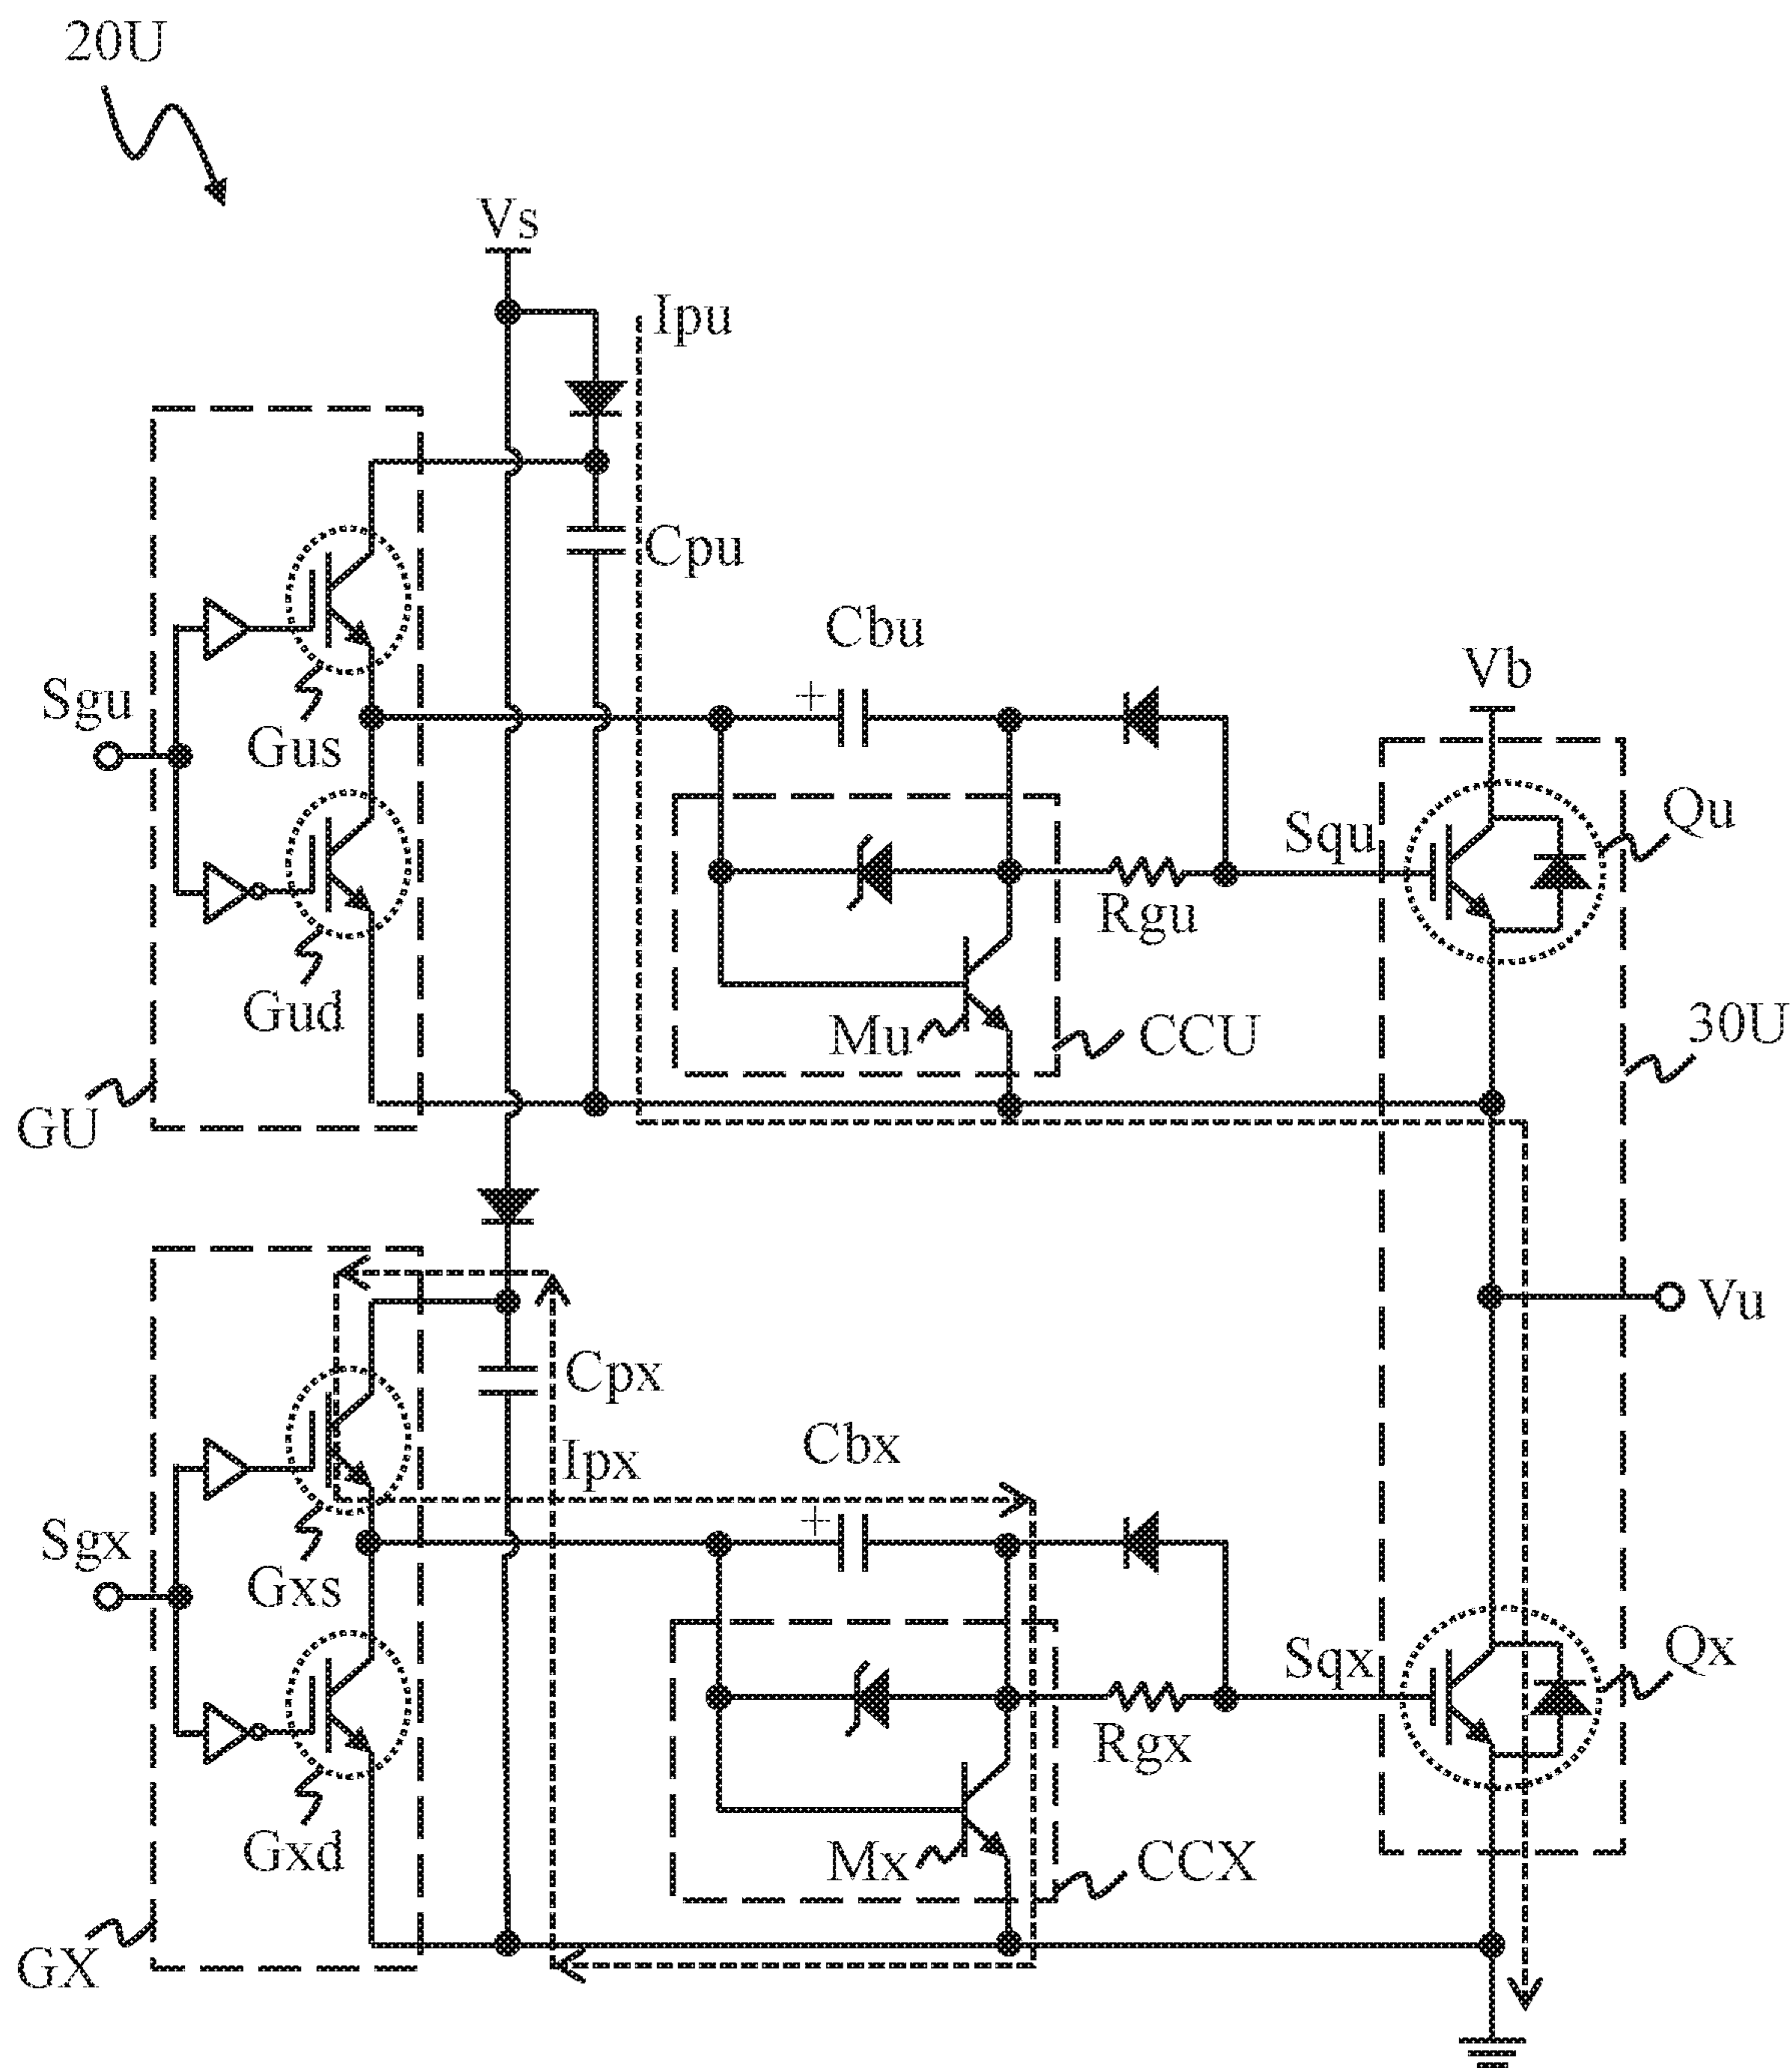 20U
Vs
Ipu
Cpu
Cbu
Vb
Sgu
Gus
Squ
Qu
Rgu
Gud
Mu
CCU
30U
GU
Vu
Cpx
Ipx
Cbx
Sgx
Gxs
Sqx
Qx
Rgx
Gxd
Mx
CCX
GX